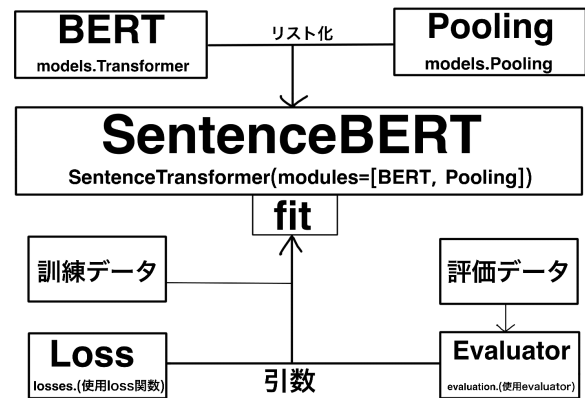 BERT
models.Transformer
リスト化
Pooling
models.Pooling
SentenceBERT
SentenceTransformer(modules=[BERT, Pooling])
fit
訓練データ
評価データ
Loss
losses.(使用loss関数)
引数
Evaluator
evaluation.(使用evaluator)